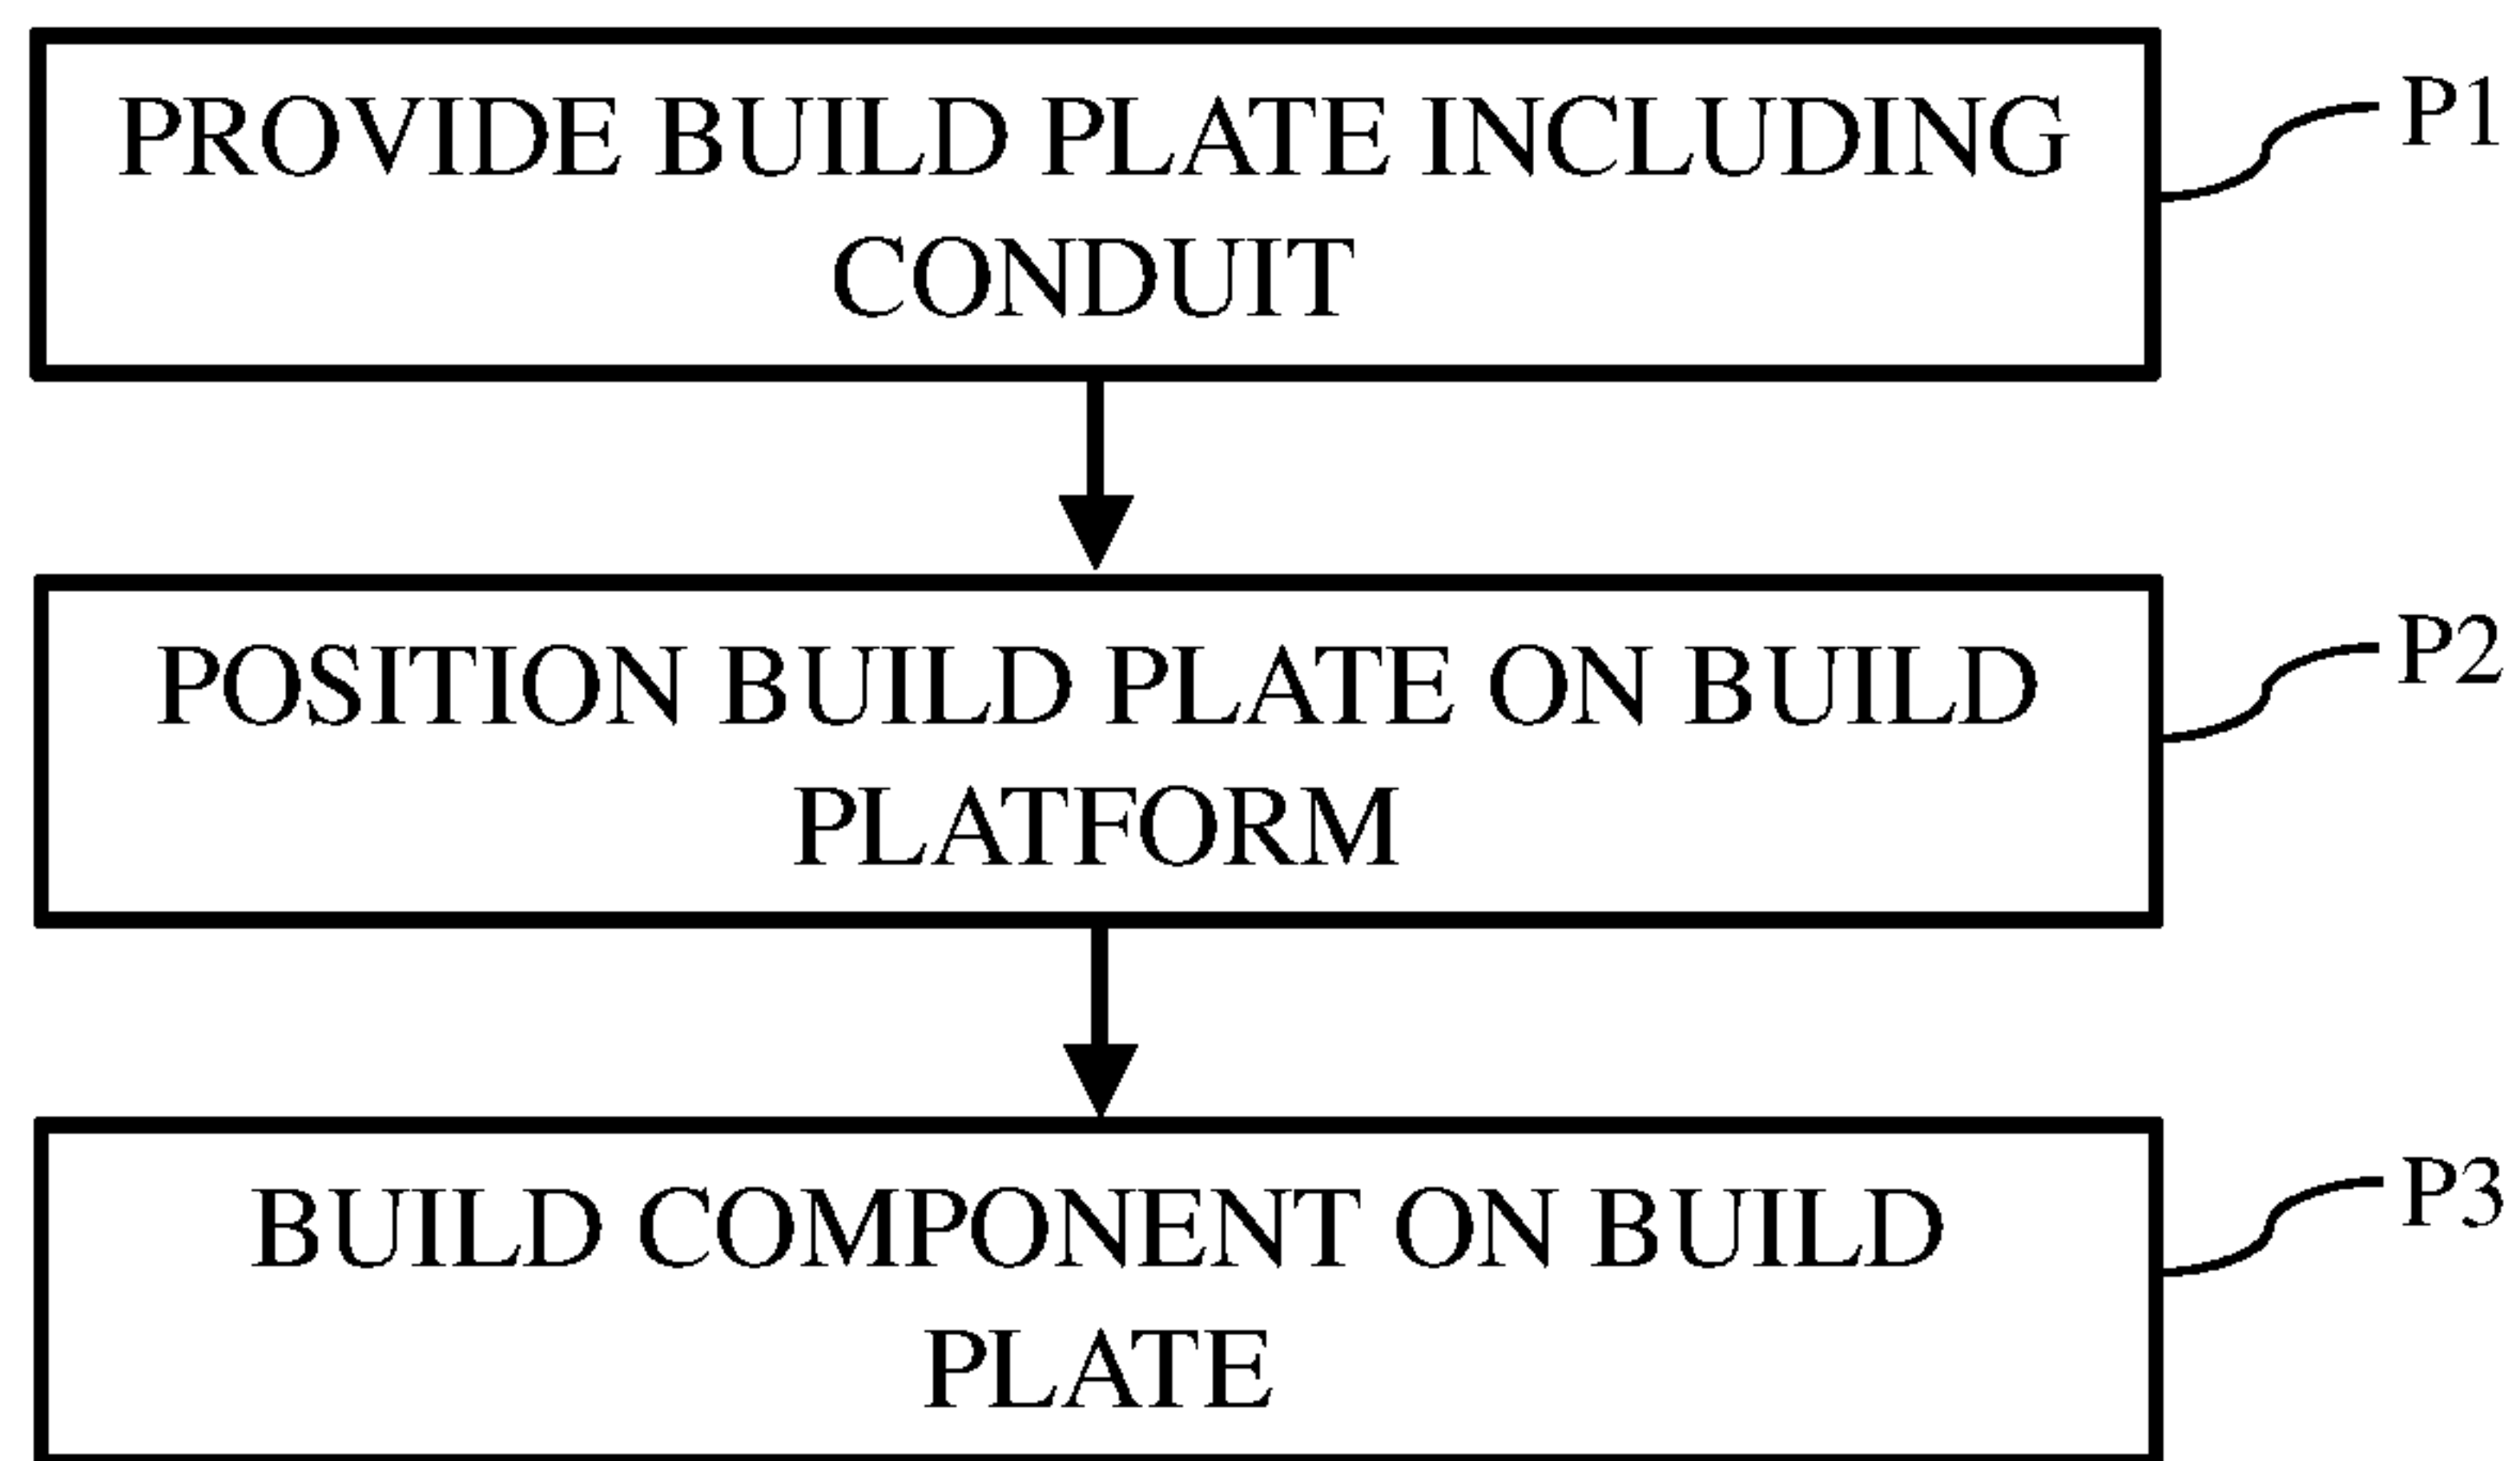 PROVIDE BUILD PLATE INCLUDING
CONDUIT
P1
POSITION BUILD PLATE ON BUILD
PLATFORM
P2
BUILD COMPONENT ON BUILD
PLATE
P3